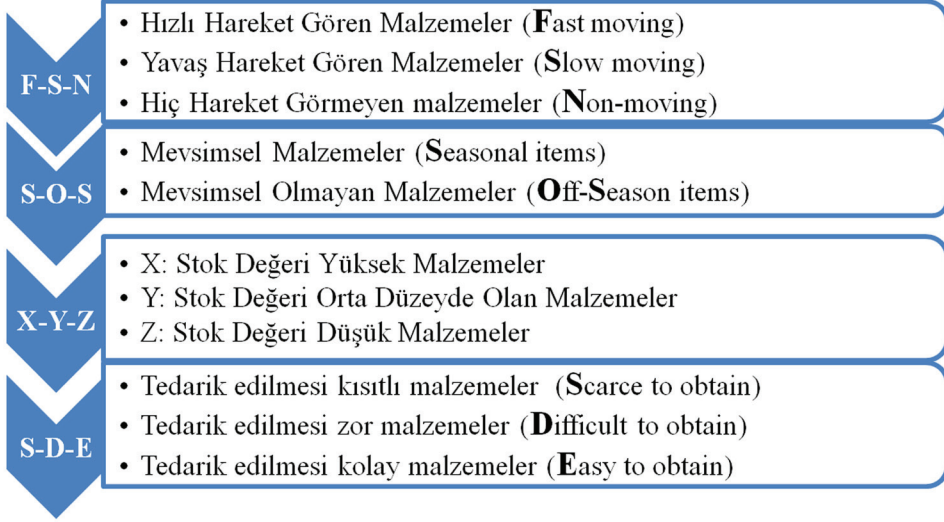 F-S-N
• Hızlı Hareket Gören Malzemeler (Fast moving)
• Yavaş Hareket Gören Malzemeler (Slow moving)
• Hiç Hareket Görmeyen malzemeler (Non-moving)
S-O-S
• Mevsimsel Malzemeler (Seasonal items)
• Mevsimsel Olmayan Malzemeler (Off-Season items)
X-Y-Z
• X: Stok Değeri Yüksek Malzemeler
• Y: Stok Değeri Orta Düzeyde Olan Malzemeler
• Z: Stok Değeri Düşük Malzemeler
S-D-E
• Tedarik edilmesi kısıtlı malzemeler (Scarce to obtain)
• Tedarik edilmesi zor malzemeler (Difficult to obtain)
• Tedarik edilmesi kolay malzemeler (Easy to obtain)